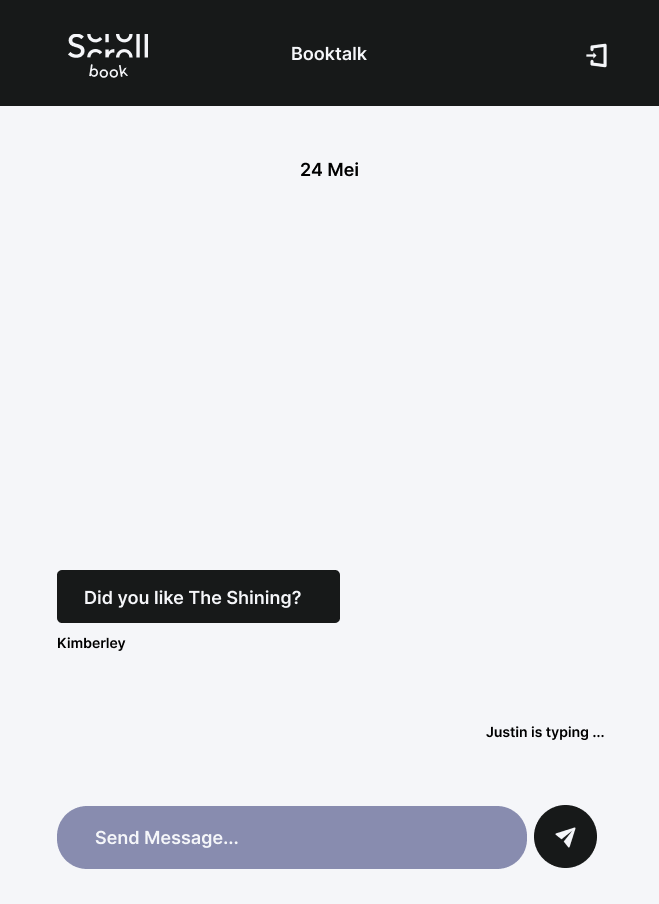 Scroll
book
Booktalk
24 Mei
Did you like The Shining?
Kimberley
Justin is typing ...
Send Message...